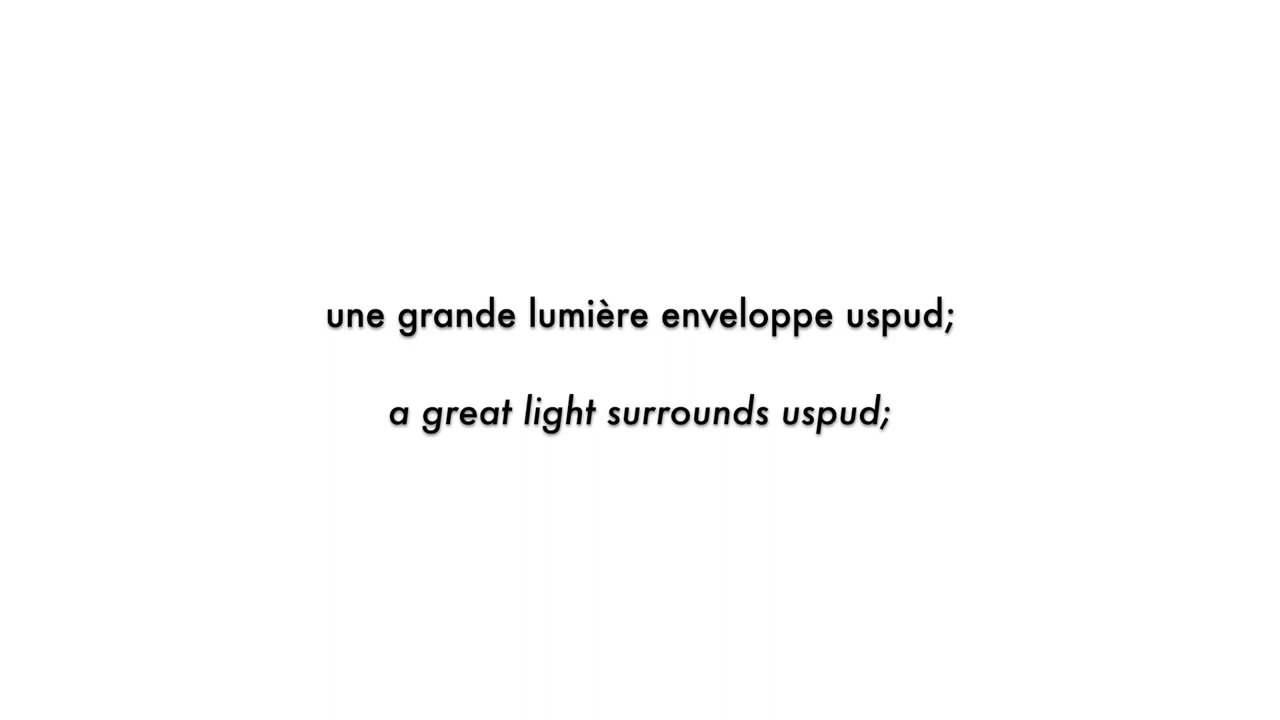 une grande lumière enveloppe uspud;
a great light surrounds uspud;